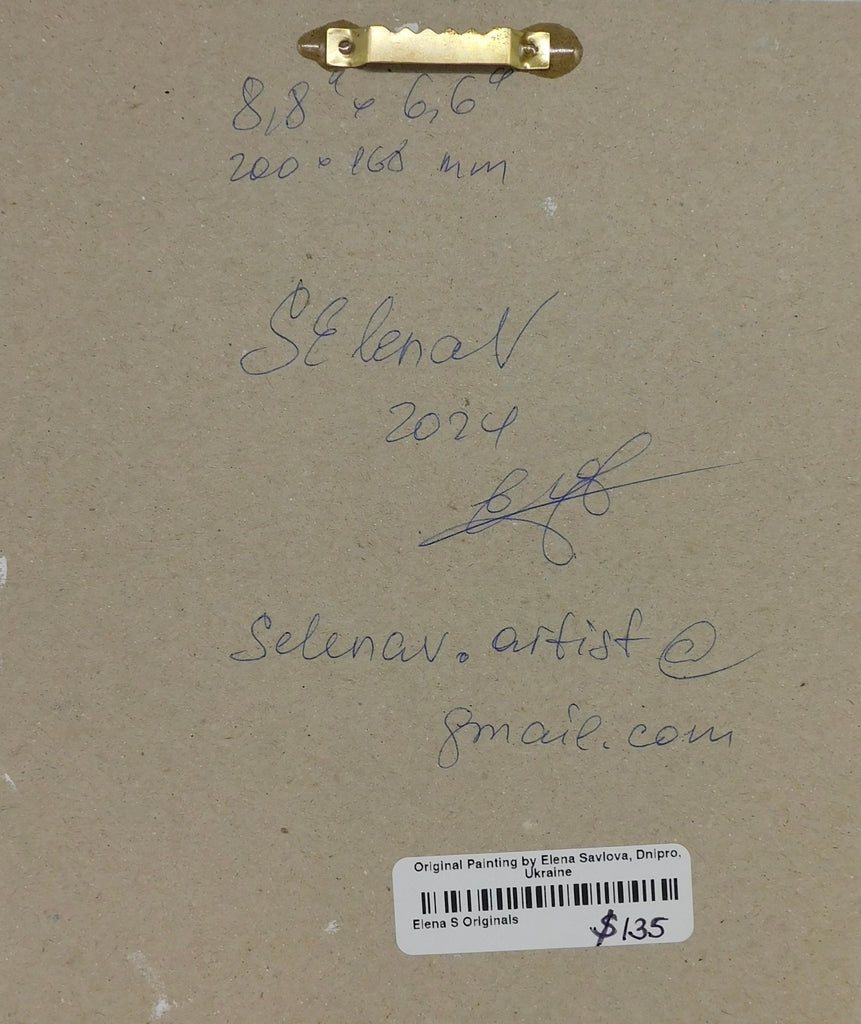 8,8" × 6,6"
200 × 168 mm
SElenaV
2024
Selenav.artist@
gmail.com
Original Painting by Elena Savlova, Dnipro,
Ukraine
Elena S Originals
$135